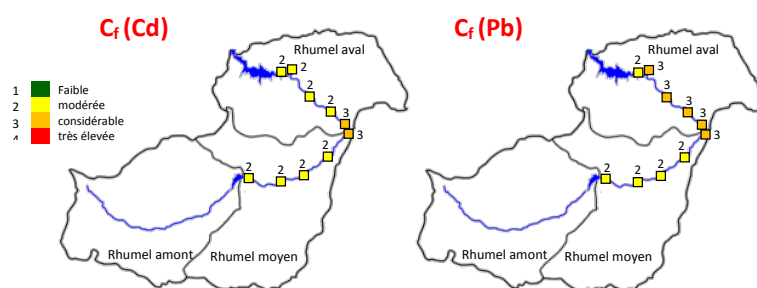 Cf (Cd)
Cf (Pb)
Rhumel aval
Rhumel aval
1 Faible
2 modérée
3 considérable
4 très élevée
2
2
2
2
3
3
2
2
2
2
2
3
3
3
3
3
2
2
2
2
Rhumel amont
Rhumel moyen
Rhumel amont
Rhumel moyen